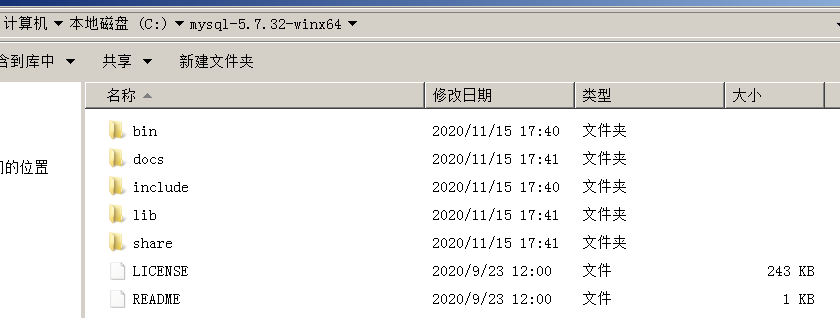 计算机 本地磁盘 (C:) mysql-5.7.32-winx64
含到库中 共享 新建文件夹
名称 修改日期 类型 大小
bin 2020/11/15 17:40 文件夹
docs 2020/11/15 17:41 文件夹
include 2020/11/15 17:40 文件夹
的位置
lib 2020/11/15 17:41 文件夹
share 2020/11/15 17:41 文件夹
LICENSE 2020/9/23 12:00 文件 243 KB
README 2020/9/23 12:00 文件 1 KB